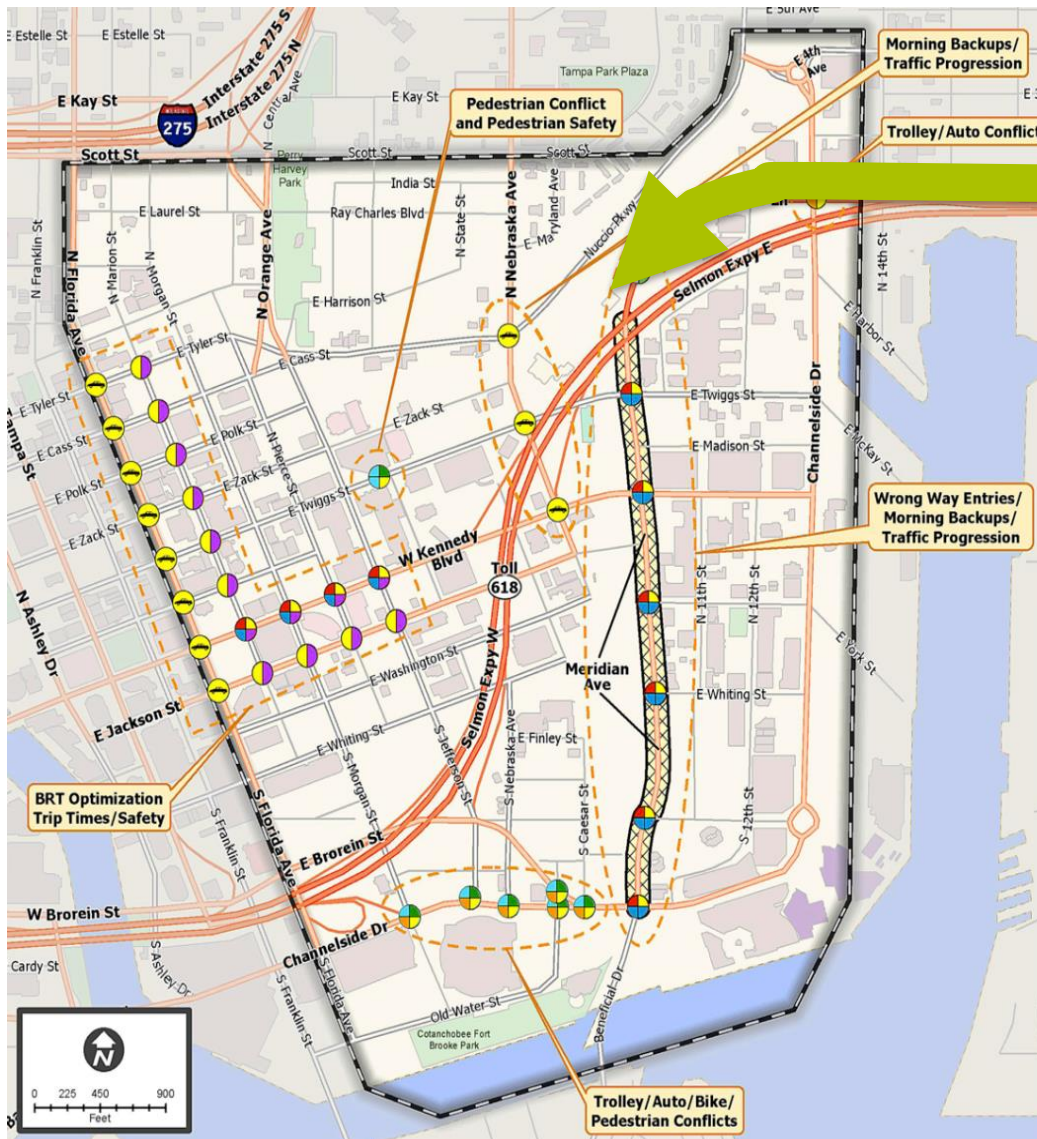 E 5th Ave
E Estelle St
E Estelle St
Interstate 275 S
Interstate 275 N
N Central Ave
E Kay St
275
Scott St
E Kay St
Scott St
Scott St
Tampa Park Plaza
E 4th
Ave
Morning Backups/
Traffic Progression
Pedestrian Conflict
and Pedestrian Safety
Trolley/Auto Conflict
Perry
Harvey
Park
India St
E Laurel St
Ray Charles Blvd
N State St
E Maryland Ave
Nuccio Pkwy
N Franklin St
N Marion St
N Morgan St
N Orange Ave
N Nebraska Ave
N Florida Ave
E Harrison St
Selmon Expy E
N 14th St
E Harbor St
E Tyler St
E Cass St
E Tyler St
E Cass St
E Polk St
E Zack St
E Twiggs St
E Madison St
E McKay St
Channelside Dr
Tampa St
E Polk St
E Zack St
N Pierce St
E Zack St
E Twiggs St
Wrong Way Entries/
Morning Backups/
Traffic Progression
W Kennedy
Blvd
Toll
618
N 11th St
N 12th St
E York St
N Ashley Dr
E Washington St
Meridian
Ave
E Whiting St
E Jackson St
E Whiting St
Selmon Expy W
E Finley St
S Jefferson St
S Nebraska Ave
S Morgan St
S Caesar St
S 12th St
BRT Optimization
Trip Times/Safety
S Florida Ave
S Franklin St
E Brorein St
W Brorein St
Channelside Dr
Cardy St
S Ashley Dr
S Franklin St
S Florida Ave
Old Water St
Beneficial Dr
Cotanchobee Fort
Brooke Park
N
0 225 450 900
Feet
Trolley/Auto/Bike/
Pedestrian Conflicts